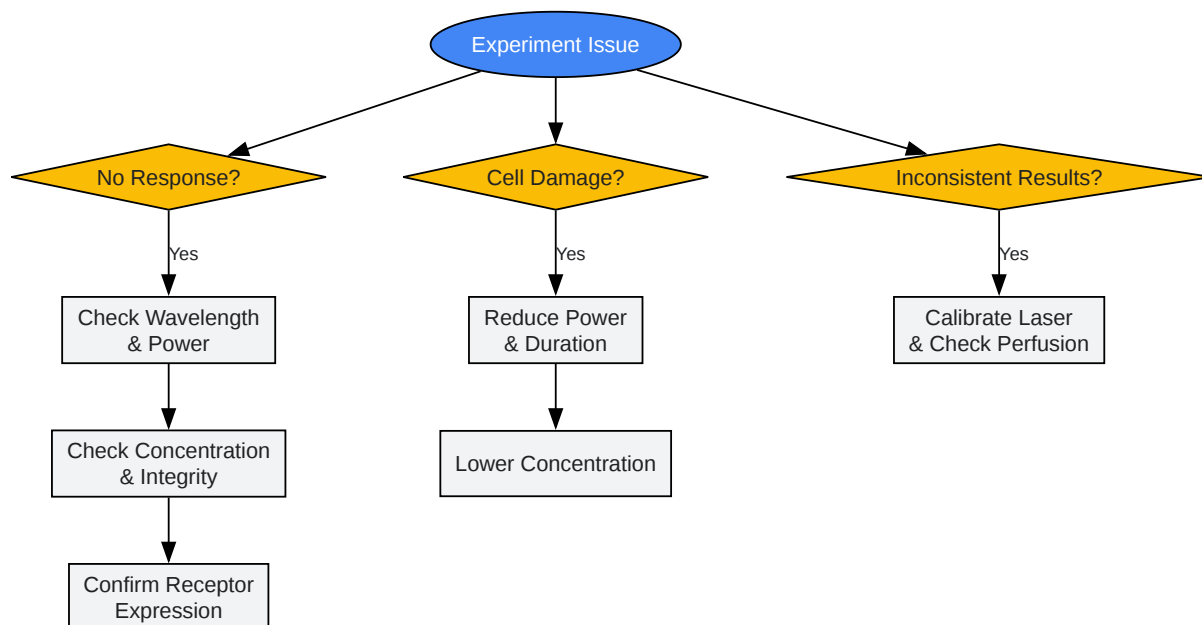 Experiment Issue
No Response?
Cell Damage?
Inconsistent Results?
Yes
Yes
Yes
Check Wavelength
& Power
Reduce Power
& Duration
Calibrate Laser
& Check Perfusion
Check Concentration
& Integrity
Lower Concentration
Confirm Receptor
Expression